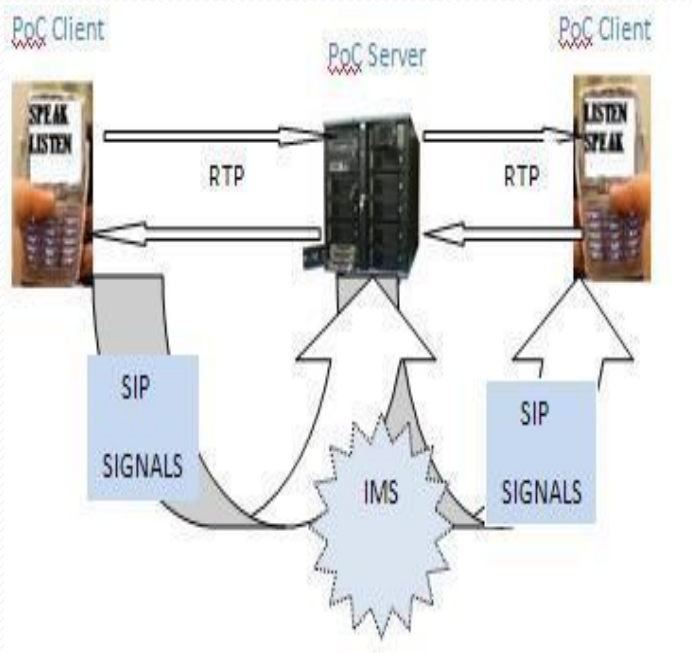 PoC Client
PoC Server
PoC Client
SPEAK
LISTEN
LISTEN
SPEAK
RTP
RTP
SIP
SIGNALS
IMS
SIP
SIGNALS